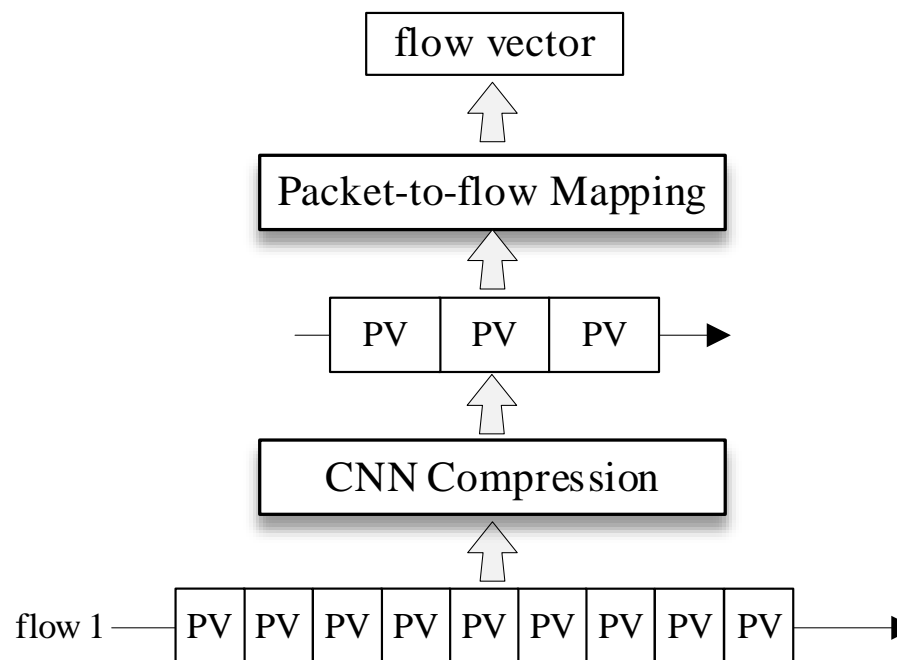 flow vector
Packet-to-flow Mapping
PV PV PV
CNN Compression
flow 1 PV PV PV PV PV PV PV PV PV